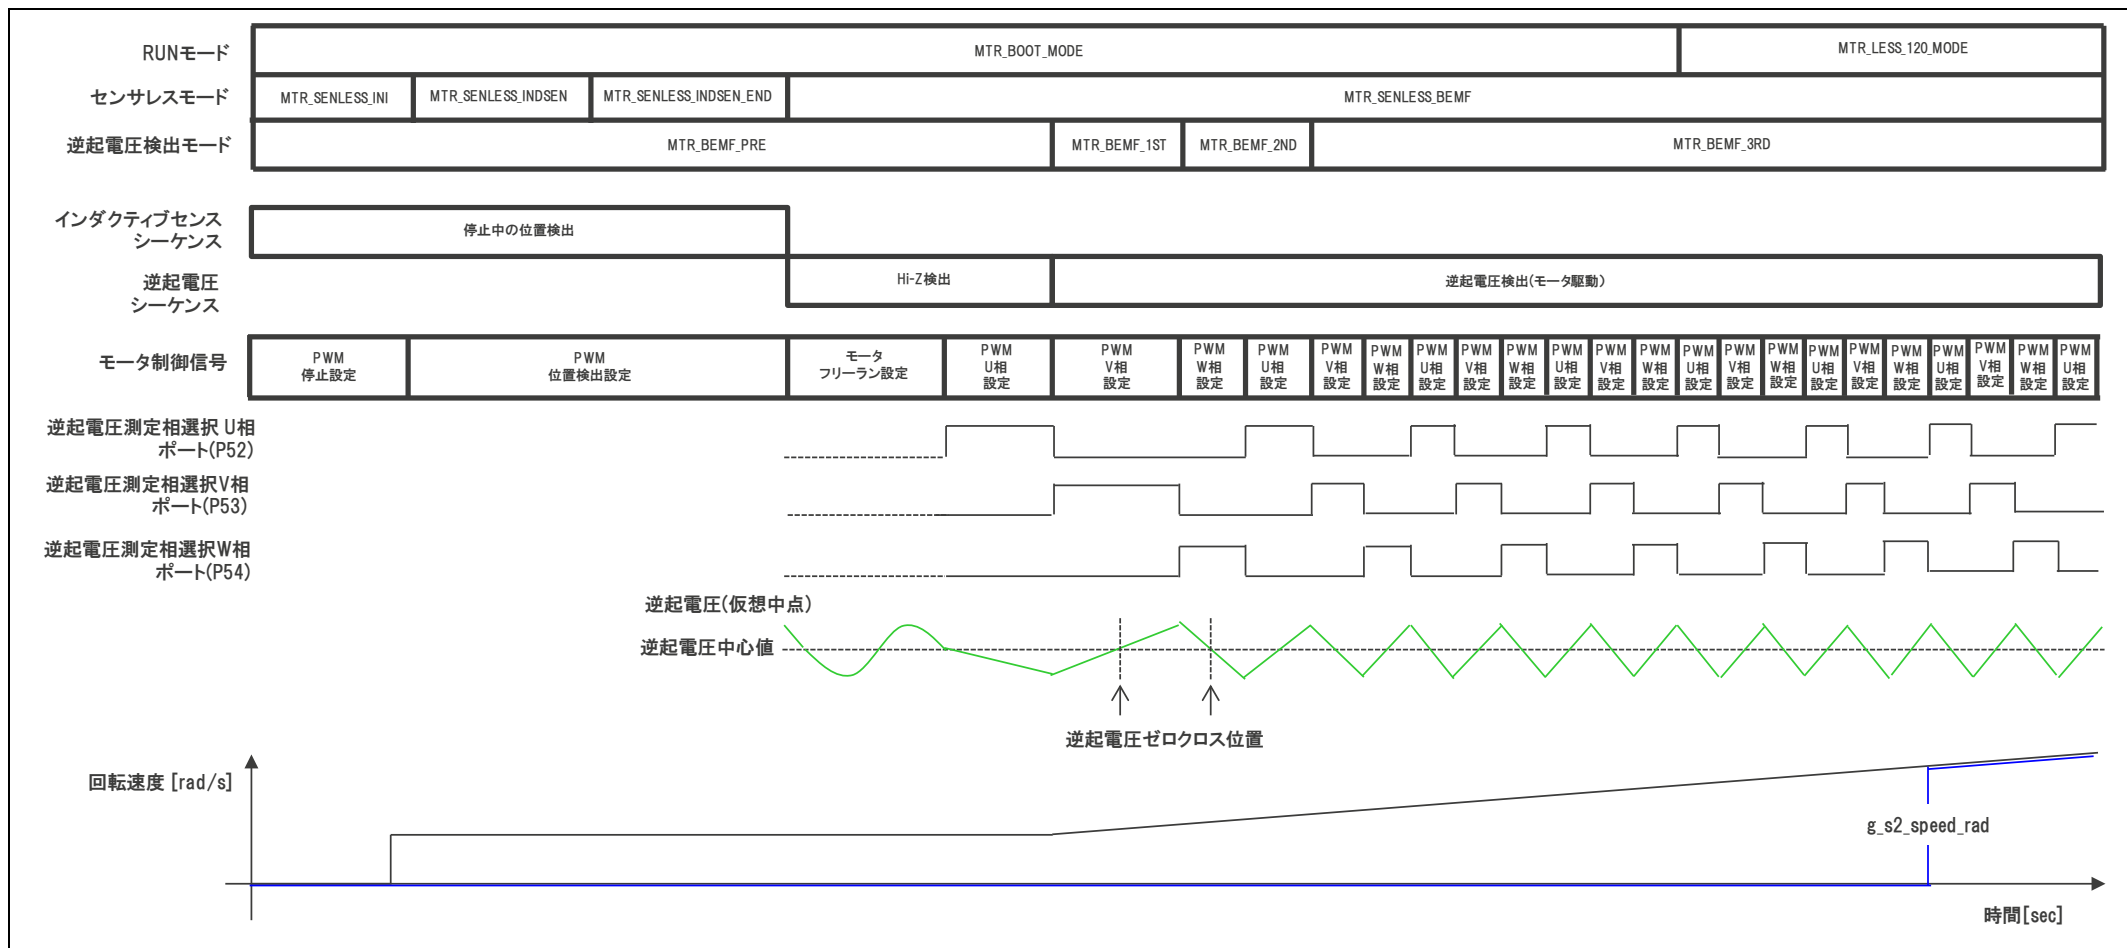 RUNモード
MTR_BOOT_MODE
MTR_LESS_120_MODE
センサレスモード
MTR_SENLESS_INI
MTR_SENLESS_INDSEN
MTR_SENLESS_INDSEN_END
MTR_SENLESS_BEMF
逆起電圧検出モード
MTR_BEMF_PRE
MTR_BEMF_1ST
MTR_BEMF_2ND
MTR_BEMF_3RD
インダクティブセンス
シーケンス
停止中の位置検出
逆起電圧
シーケンス
Hi-Z検出
逆起電圧検出(モータ駆動)
モータ制御信号
PWM
停止設定
PWM
位置検出設定
モータ
フリーラン設定
PWM
U相
設定
PWM
V相
設定
PWM
W相
設定
PWM
U相
設定
PWM
V相
設定
PWM
W相
設定
PWM
U相
設定
PWM
V相
設定
PWM
W相
設定
PWM
U相
設定
PWM
V相
設定
PWM
W相
設定
PWM
U相
設定
PWM
V相
設定
PWM
W相
設定
PWM
U相
設定
PWM
V相
設定
PWM
W相
設定
PWM
U相
設定
PWM
V相
設定
PWM
W相
設定
PWM
U相
設定
逆起電圧測定相選択 U相
ポート(P52)
逆起電圧測定相選択V相
ポート(P53)
逆起電圧測定相選択W相
ポート(P54)
逆起電圧(仮想中点)
逆起電圧中心値
逆起電圧ゼロクロス位置
回転速度 [rad/s]
g_s2_speed_rad
時間[sec]